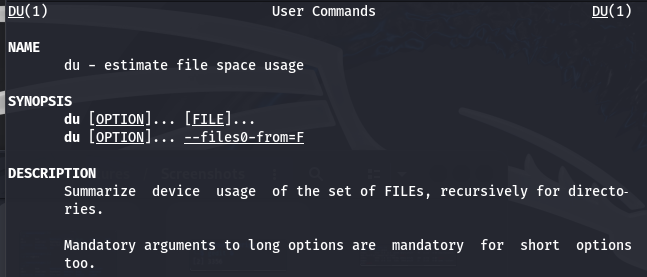 DU(1) User Commands DU(1)
NAME
du - estimate file space usage
SYNOPSIS
du [OPTION]... [FILE]...
du [OPTION]... --files0-from=F
DESCRIPTION
Summarize device usage of the set of FILEs, recursively for directo‐
ries.
Mandatory arguments to long options are mandatory for short options
too.